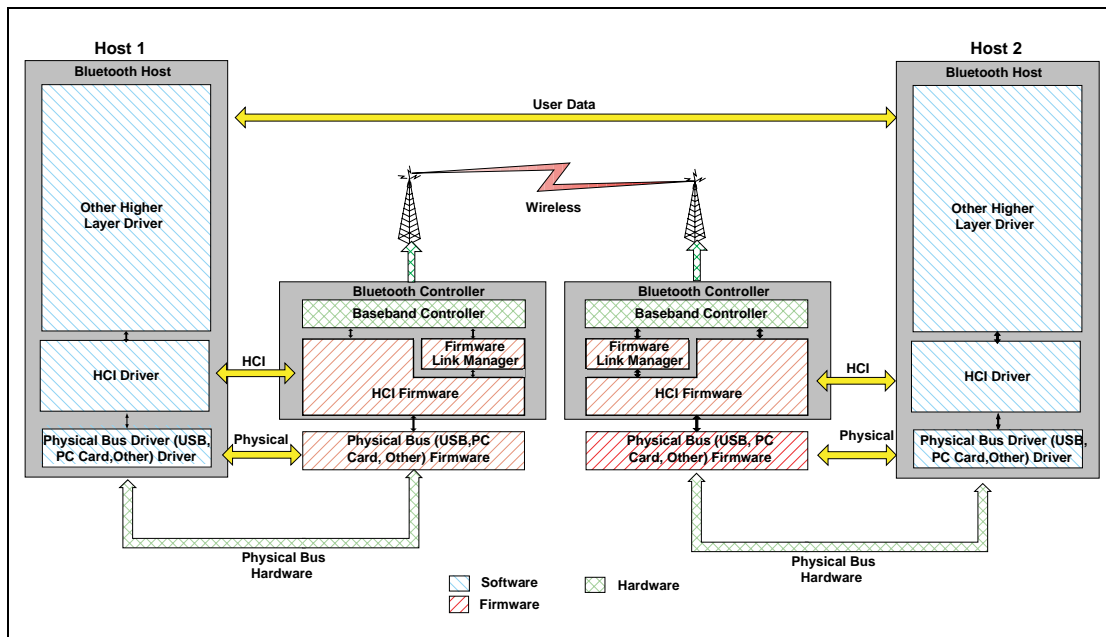 Host 1
Host 2
Bluetooth Host
Bluetooth Host
User Data
Other Higher
Layer Driver
Other Higher
Layer Driver
Wireless
Bluetooth Controller
Bluetooth Controller
Baseband Controller
Baseband Controller
Firmware
Link Manager
Firmware
Link Manager
HCI Driver
HCI
HCI Firmware
HCI Firmware
HCI
HCI Driver
Physical Bus Driver (USB,
PC Card,Other) Driver
Physical
Physical Bus (USB,PC
Card, Other) Firmware
Physical Bus (USB, PC
Card, Other) Firmware
Physical
Physical Bus Driver (USB,
PC Card,Other) Driver
Physical Bus
Hardware
Physical Bus
Hardware
Software
Hardware
Firmware